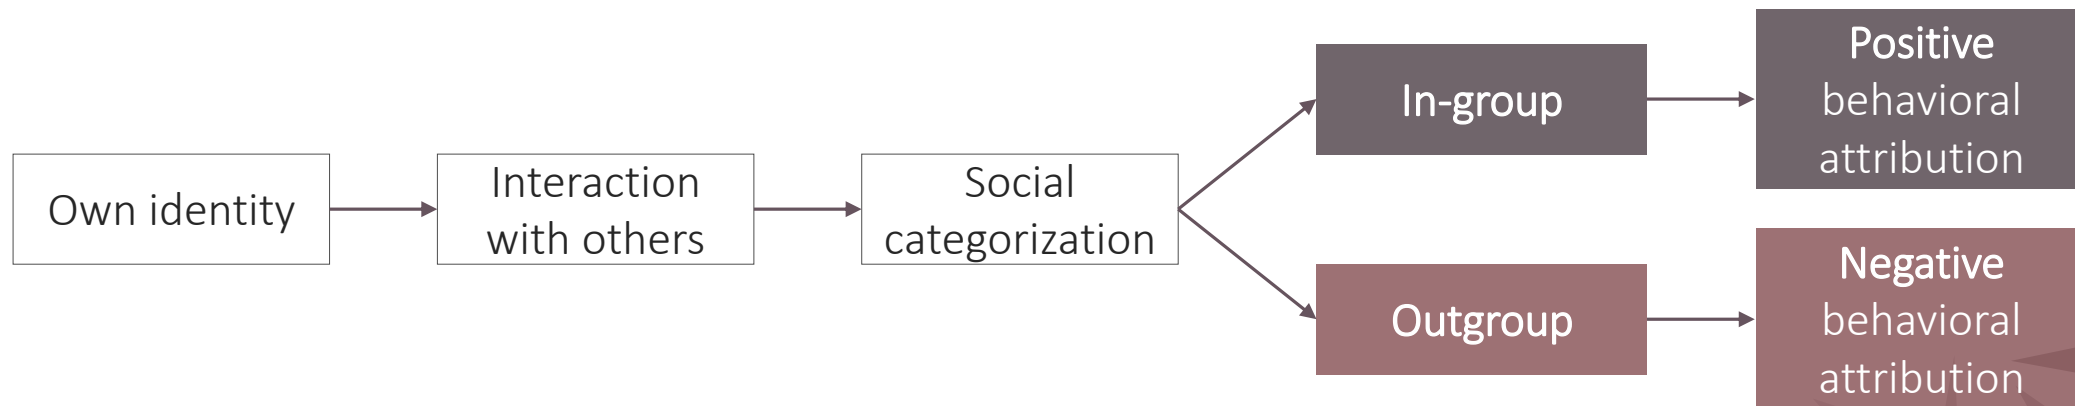 Own identity
Interaction
with others
Social
categorization
In-group
Positive
behavioral
attribution
Outgroup
Negative
behavioral
attribution